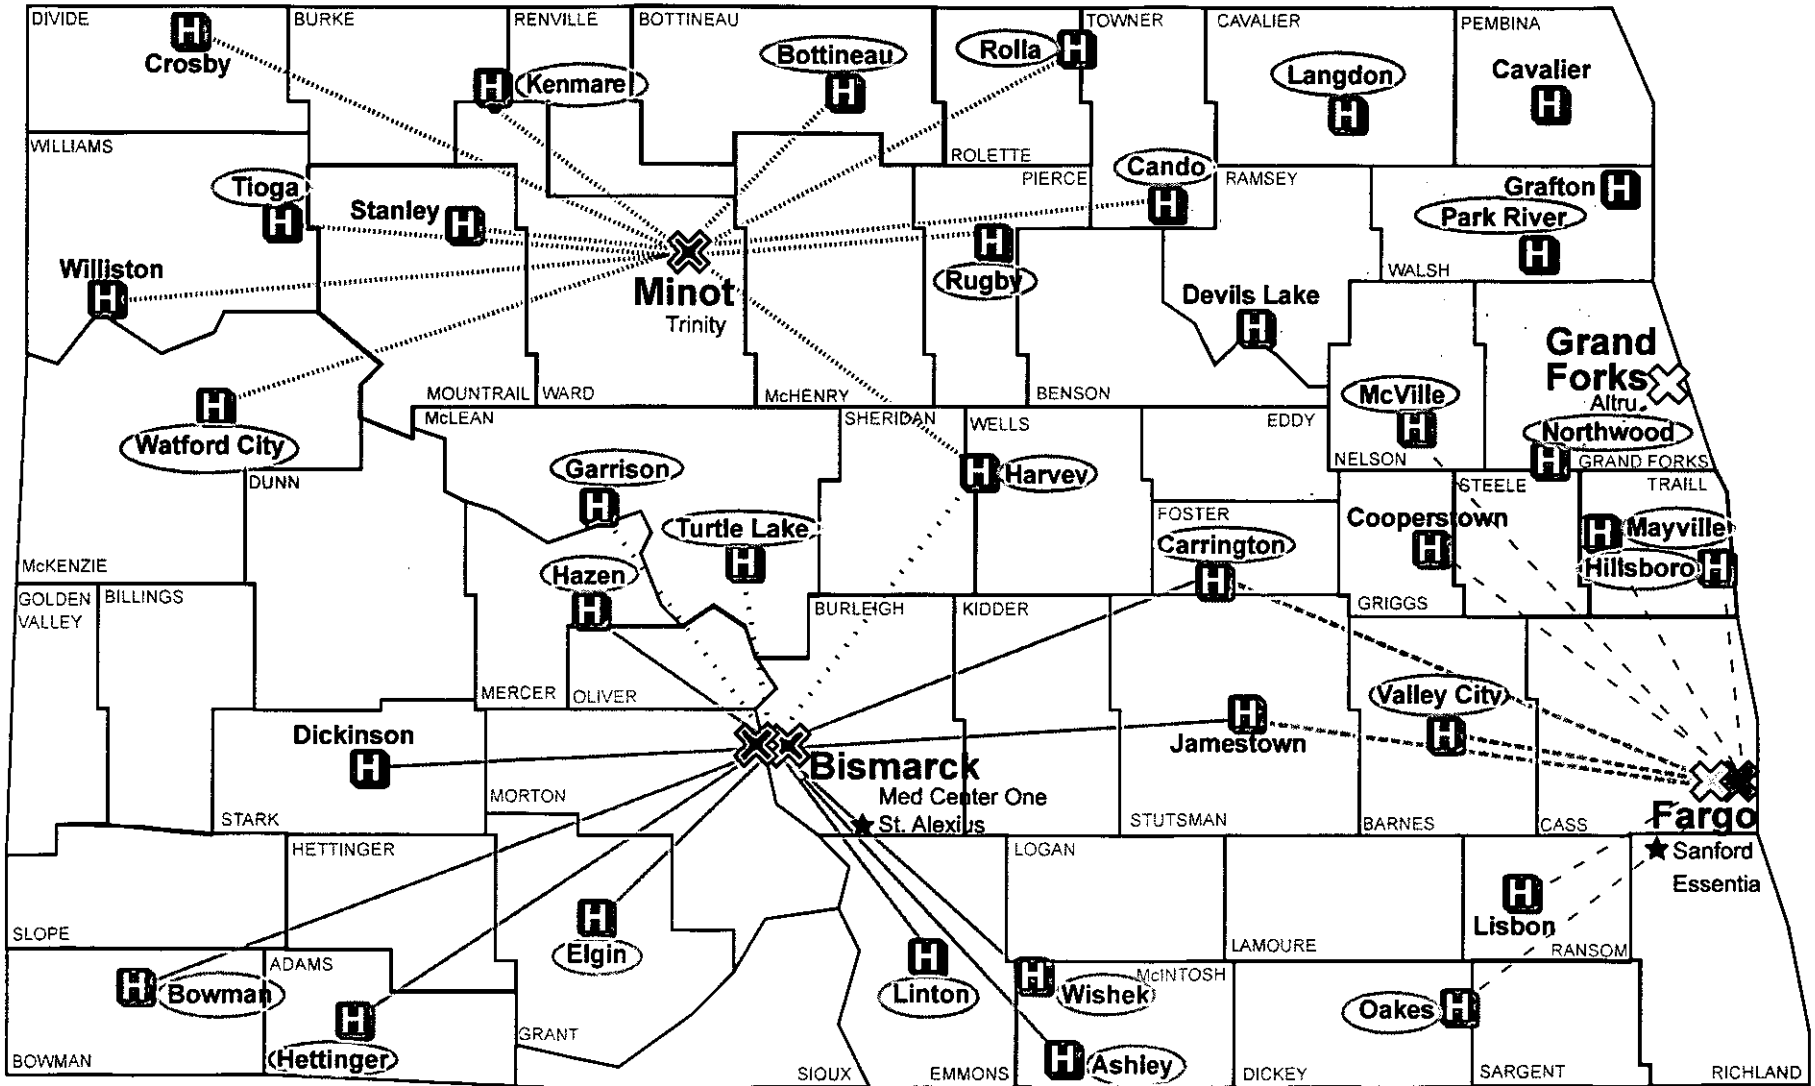 DIVIDE
BURKE
RENVILLE
BOTTINEAU
TOWNER
CAVALIER
PEMBINA
H
Crosby
H
Kenmare
Bottineau
H
Rolla
H
Langdon
H
Cavalier
H
WILLIAMS
ROLETTE
Tioga
H
Stanley
H
PIERCE
Cando
H
RAMSEY
Grafton
H
Park River
H
WALSH
Williston
H
Minot
Trinity
H
Rugby
Devils Lake
H
Grand
Forks
Altru
H
Watford City
MOUNTRAIL
WARD
McHENRY
BENSON
McVille
H
Northwood
H
McLEAN
SHERIDAN
WELLS
EDDY
NELSON
GRAND FORKS
Garrison
H
H
Harvey
DUNN
STEELE
TRAILL
Turtle Lake
H
FOSTER
Carrington
H
Cooperstown
H
H
Mayville
Hillsboro
H
McKENZIE
Hazen
H
GOLDEN
VALLEY
BILLINGS
BURLEIGH
KIDDER
GRIGGS
MERCER
OLIVER
Valley City
H
Dickinson
H
H
Jamestown
Bismarck
Med Center One
★ St. Alexius
MORTON
STARK
STUTSMAN
BARNES
CASS
Fargo
★ Sanford
Essentia
HETTINGER
LOGAN
H
Lisbon
SLOPE
H
Elgin
LAMOURE
RANSOM
H
Bowman
ADAMS
H
Linton
H
Wishek
McINTOSH
Oakes
H
H
Hettinger
GRANT
BOWMAN
SIOUX
EMMONS
H
Ashley
DICKEY
SARGENT
RICHLAND